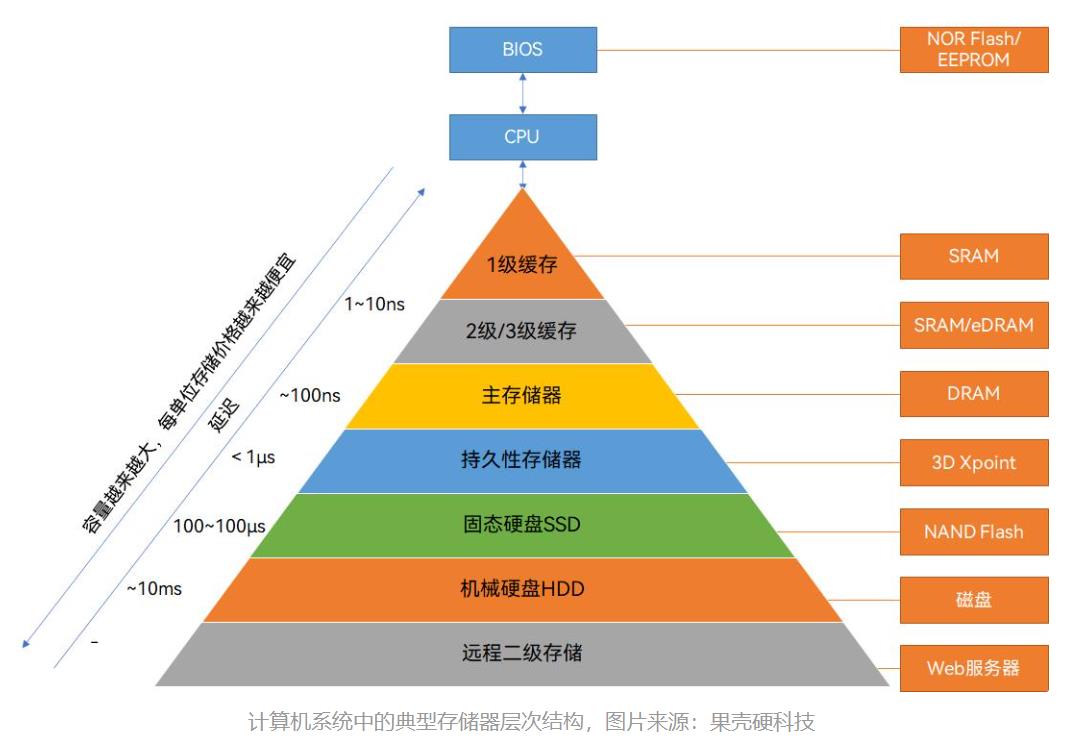 BIOS
NOR Flash/
EEPROM
CPU
1级缓存
SRAM
容量越来越大，每单位存储价格越来越便宜
延迟
1~10ns
2级/3级缓存
SRAM/eDRAM
~100ns
主存储器
DRAM
< 1μs
持久性存储器
3D Xpoint
100~100μs
固态硬盘SSD
NAND Flash
~10ms
机械硬盘HDD
磁盘
-
远程二级存储
Web服务器
计算机系统中的典型存储器层次结构，图片来源：果壳硬科技